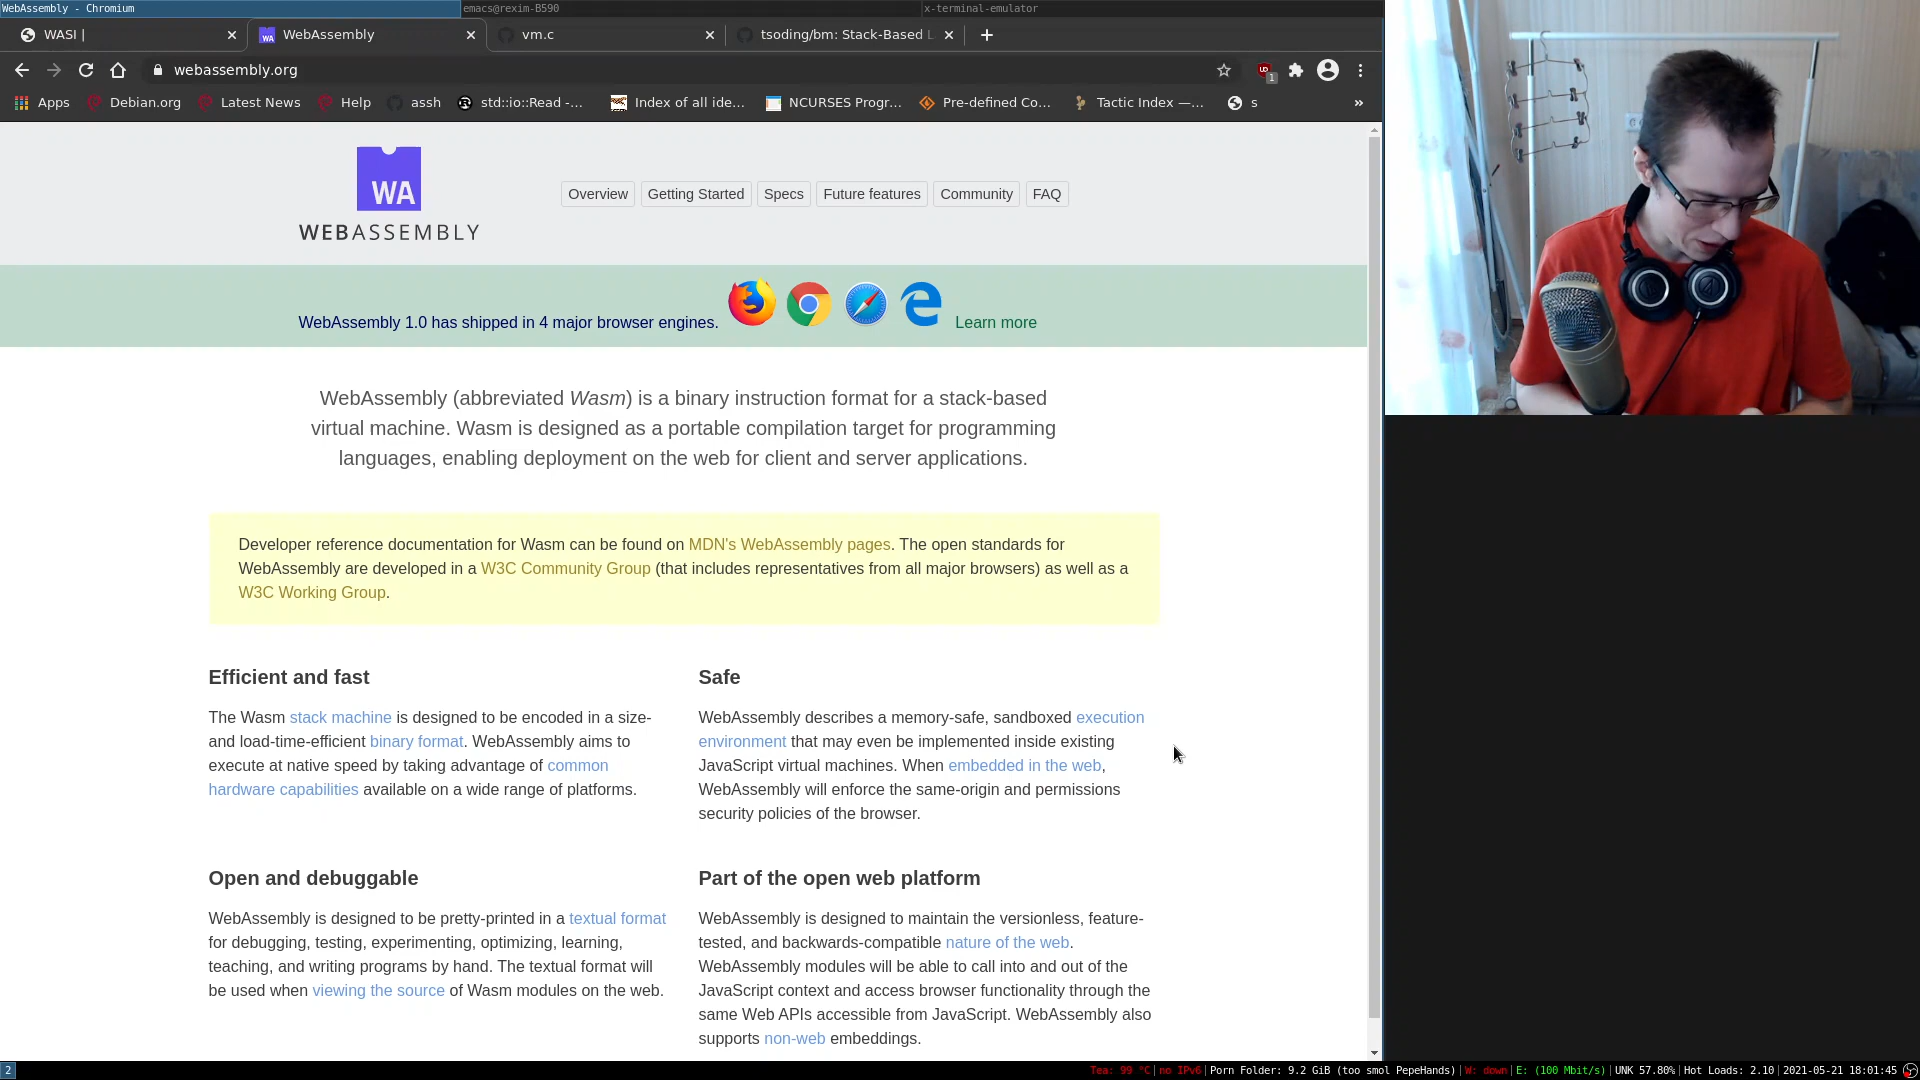 WebAssembly - Chromium
emacs@rexim-B590
x-terminal-emulator
WASI |
WebAssembly
vm.c
tsoding/bm: Stack-Based L
webassembly.org
1
Apps
Debian.org
Latest News
Help
assh
std::io::Read -...
Index of all ide...
NCURSES Progr...
Pre-defined Co...
Tactic Index —...
s
»
WA
WEBASSEMBLY
Overview
Getting Started
Specs
Future features
Community
FAQ
WebAssembly 1.0 has shipped in 4 major browser engines.
Learn more
WebAssembly (abbreviated Wasm) is a binary instruction format for a stack-based
virtual machine. Wasm is designed as a portable compilation target for programming
languages, enabling deployment on the web for client and server applications.
Developer reference documentation for Wasm can be found on MDN's WebAssembly pages. The open standards for
WebAssembly are developed in a W3C Community Group (that includes representatives from all major browsers) as well as a
W3C Working Group.
Efficient and fast
The Wasm stack machine is designed to be encoded in a size-
and load-time-efficient binary format. WebAssembly aims to
execute at native speed by taking advantage of common
hardware capabilities available on a wide range of platforms.
Safe
WebAssembly describes a memory-safe, sandboxed execution
environment that may even be implemented inside existing
JavaScript virtual machines. When embedded in the web,
WebAssembly will enforce the same-origin and permissions
security policies of the browser.
Open and debuggable
WebAssembly is designed to be pretty-printed in a textual format
for debugging, testing, experimenting, optimizing, learning,
teaching, and writing programs by hand. The textual format will
be used when viewing the source of Wasm modules on the web.
Part of the open web platform
WebAssembly is designed to maintain the versionless, feature-
tested, and backwards-compatible nature of the web.
WebAssembly modules will be able to call into and out of the
JavaScript context and access browser functionality through the
same Web APIs accessible from JavaScript. WebAssembly also
supports non-web embeddings.
2
Tea: 99 °C|no IPv6|Porn Folder: 9.2 GiB (too smol PepeHands)|W: down|E: (100 Mbit/s)|UNK 57.80%|Hot Loads: 2.10|2021-05-21 18:01:45